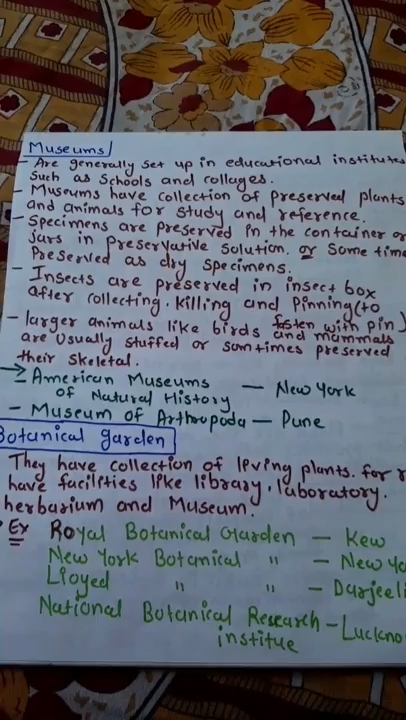 Museums
- Are generally set up in educational institutes
such as schools and collages.
- Museums have collection of preserved plants
and animals for study and reference.
- Specimens are preserved in the container or
jars in preservative solution. or Some time
Preserved as dry specimens.
- Insects are preserved in insect box
after collecting. killing and pinning (to
fasten with pin)
- larger animals like birds and mammals
are usually stuffed or somtimes preserved
their skeletal.
→ American Museums
of Natural History — New York
- Museum of Arthropoda — Pune
Botanical garden
They have collection of leving plants. for
have facilities like library, laboratory.
herbarium and Museum.
Ex Royal Botanical Garden — Kew
New York Botanical " — New Yo
Lioyed " " — Darjeeli
National Botanical Research - Luckno
institue